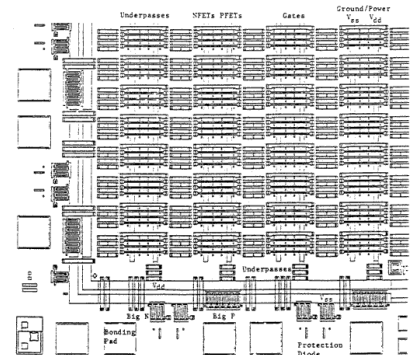 Ground/Power
Underpasses NFETs PFETs Gates Vss Vdd
Underpasses
Vdd
Vss
Big N Big P
Bonding
Pad
Protection
Diode